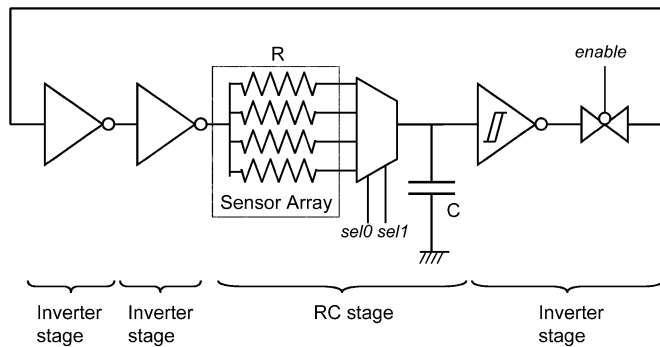 enable
R
Sensor Array
sel0 sel1
C
Inverter
stage
Inverter
stage
RC stage
Inverter
stage